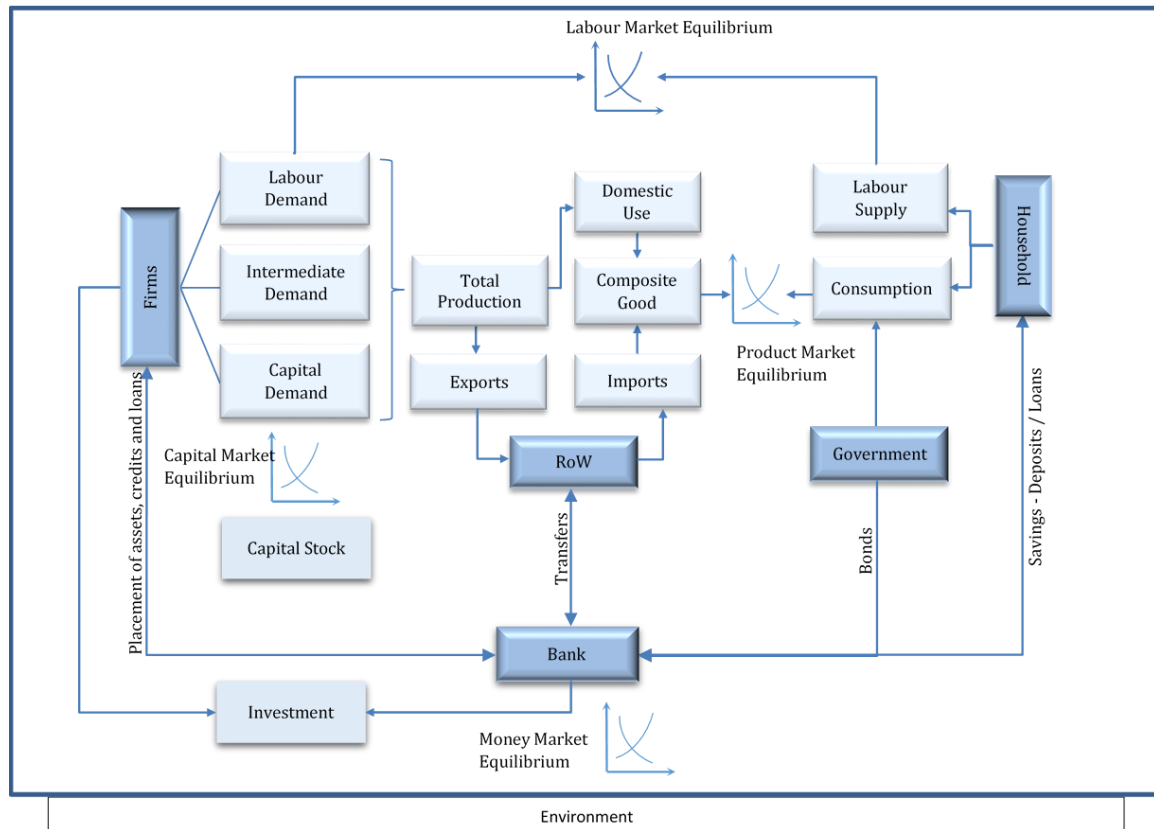 Labour Market Equilibrium
Labour
Demand
Domestic
Use
Labour
Supply
Household
Firms
Intermediate
Demand
Total
Production
Composite
Good
Consumption
Product Market
Equilibrium
Capital
Demand
Exports
Imports
Capital Market
Equilibrium
RoW
Government
Placement of assets, credits and loans
Capital Stock
Transfers
Bonds
Savings - Deposits / Loans
Bank
Investment
Money Market
Equilibrium
Environment